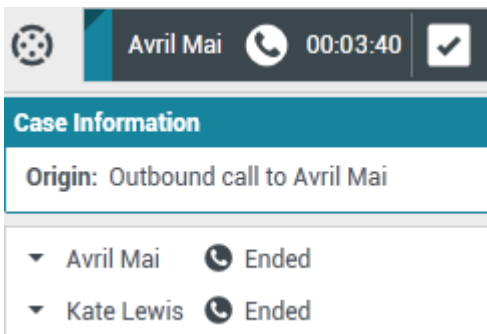 Avril Mai 00:03:40
Case Information
Origin: Outbound call to Avril Mai
Avril Mai Ended
Kate Lewis Ended